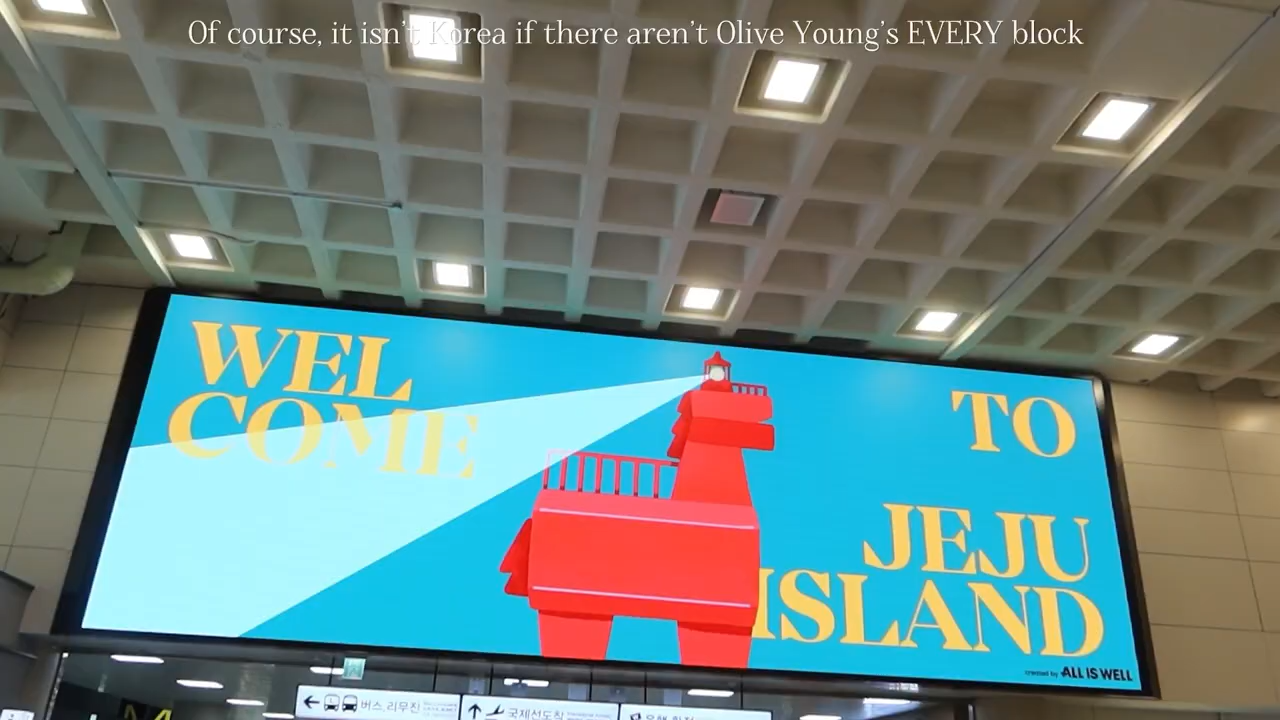 Of course, it isn't Korea if there aren't Olive Young's EVERY block
WEL
COME
TO
JEJU
ISLAND
created by ALL IS WELL
버스, 리무진
국제선도착